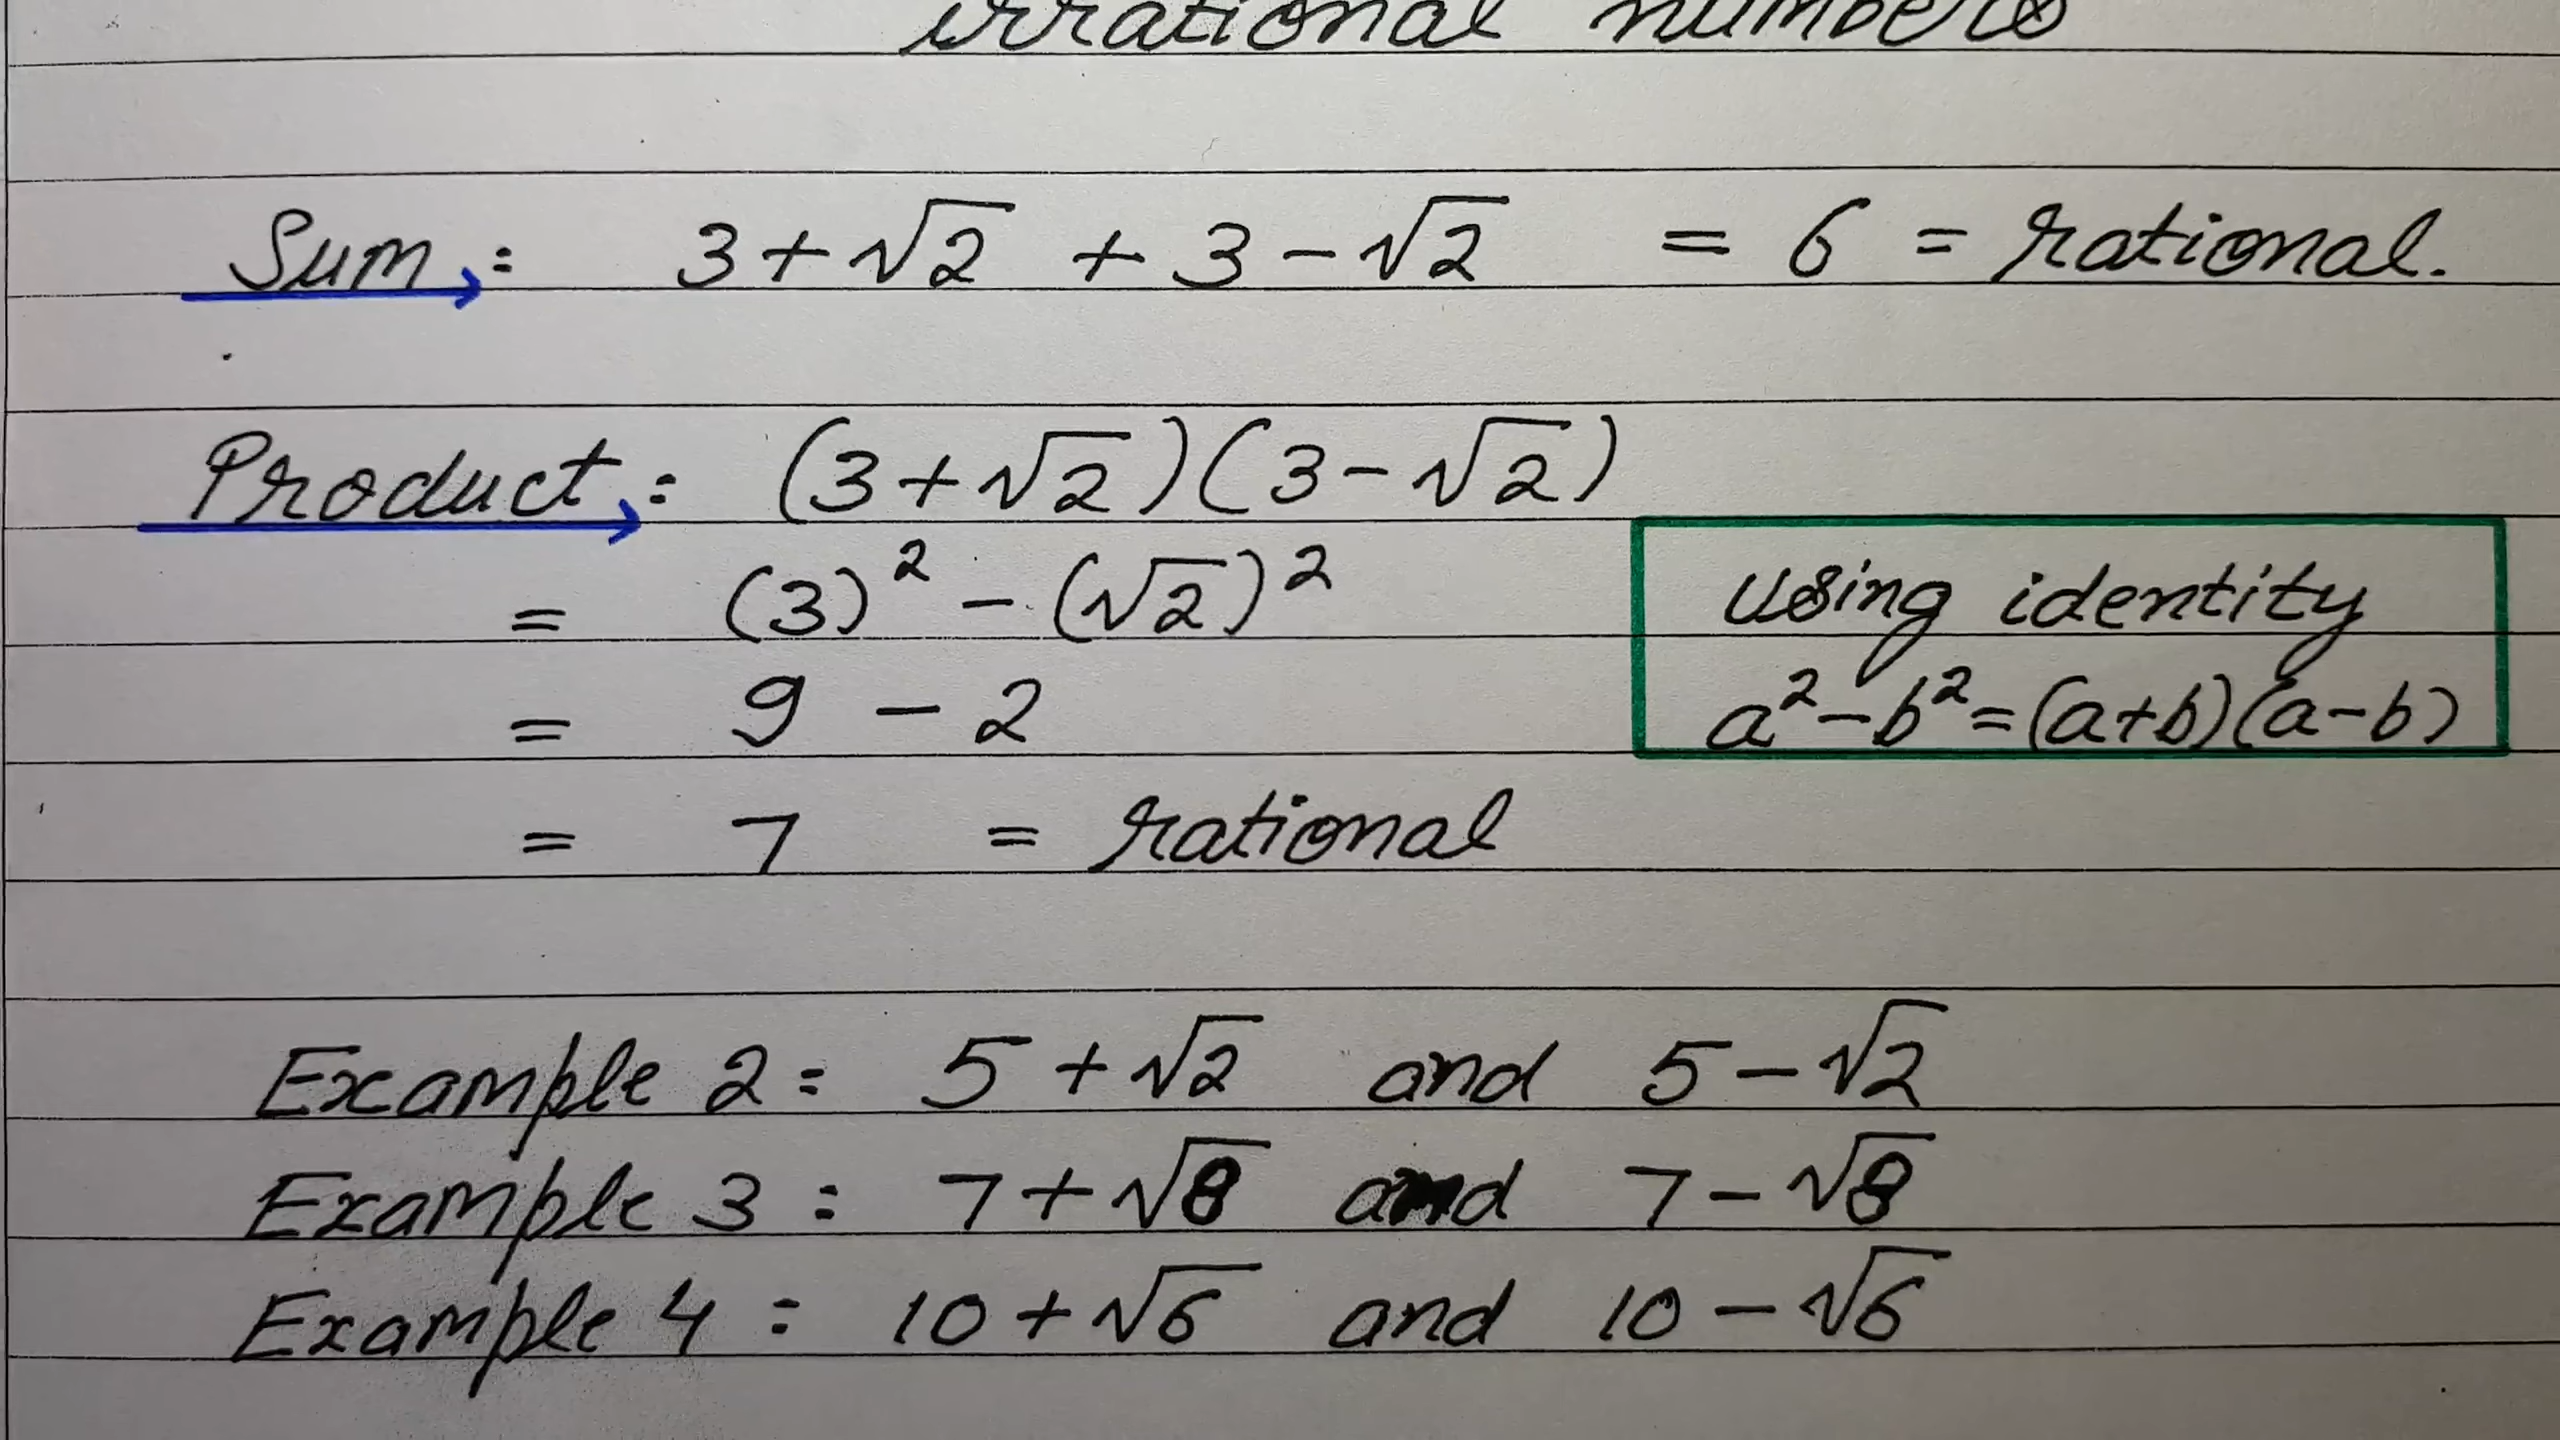 irrational numbers
Sum: 3+√2 + 3-√2 = 6 = rational.
Product: (3+√2)(3-√2)
= (3)² - (√2)²
Using identity
= 9 - 2
a²-b²=(a+b)(a-b)
= 7 = rational
Example 2: 5+√2 and 5-√2
Example 3: 7+√8 and 7-√8
Example 4: 10+√6 and 10-√6